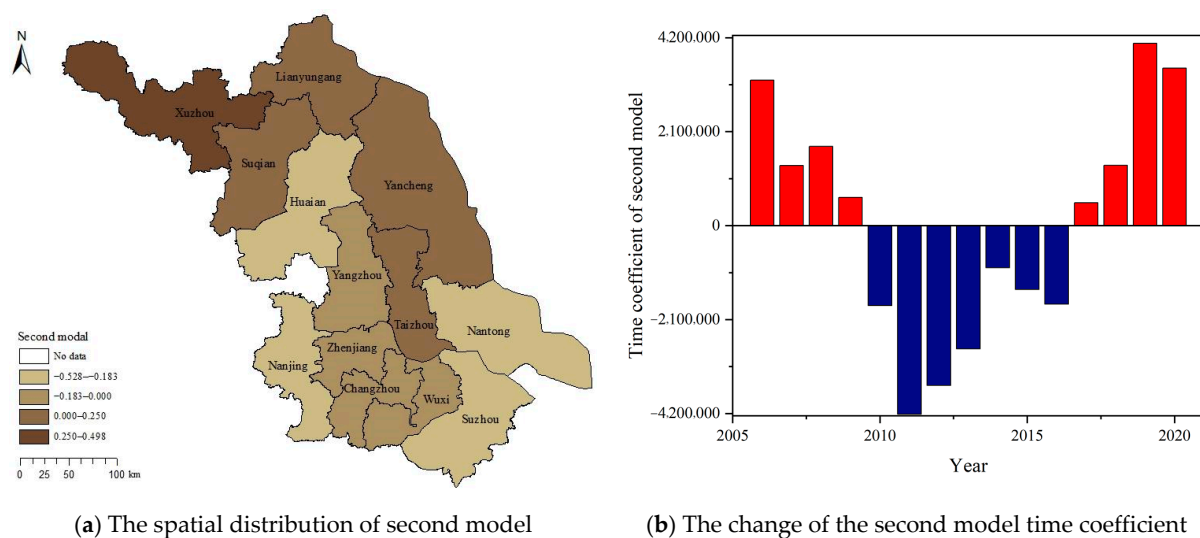 N
Lianyungang
Xuzhou
Suqian
Yancheng
Huaian
Yangzhou
Taizhou
Nantong
Zhenjiang
Nanjing
Changzhou
Wuxi
Suzhou
Second modal
No data
−0.528–−0.183
−0.183–0.000
0.000–0.250
0.250–0.498
0 25 50 100 km
(a) The spatial distribution of second model
Time coefficient of second model
4.200.000
2.100.000
0
−2.100.000
−4.200.000
2005 2010 2015 2020
Year
(b) The change of the second model time coefficient